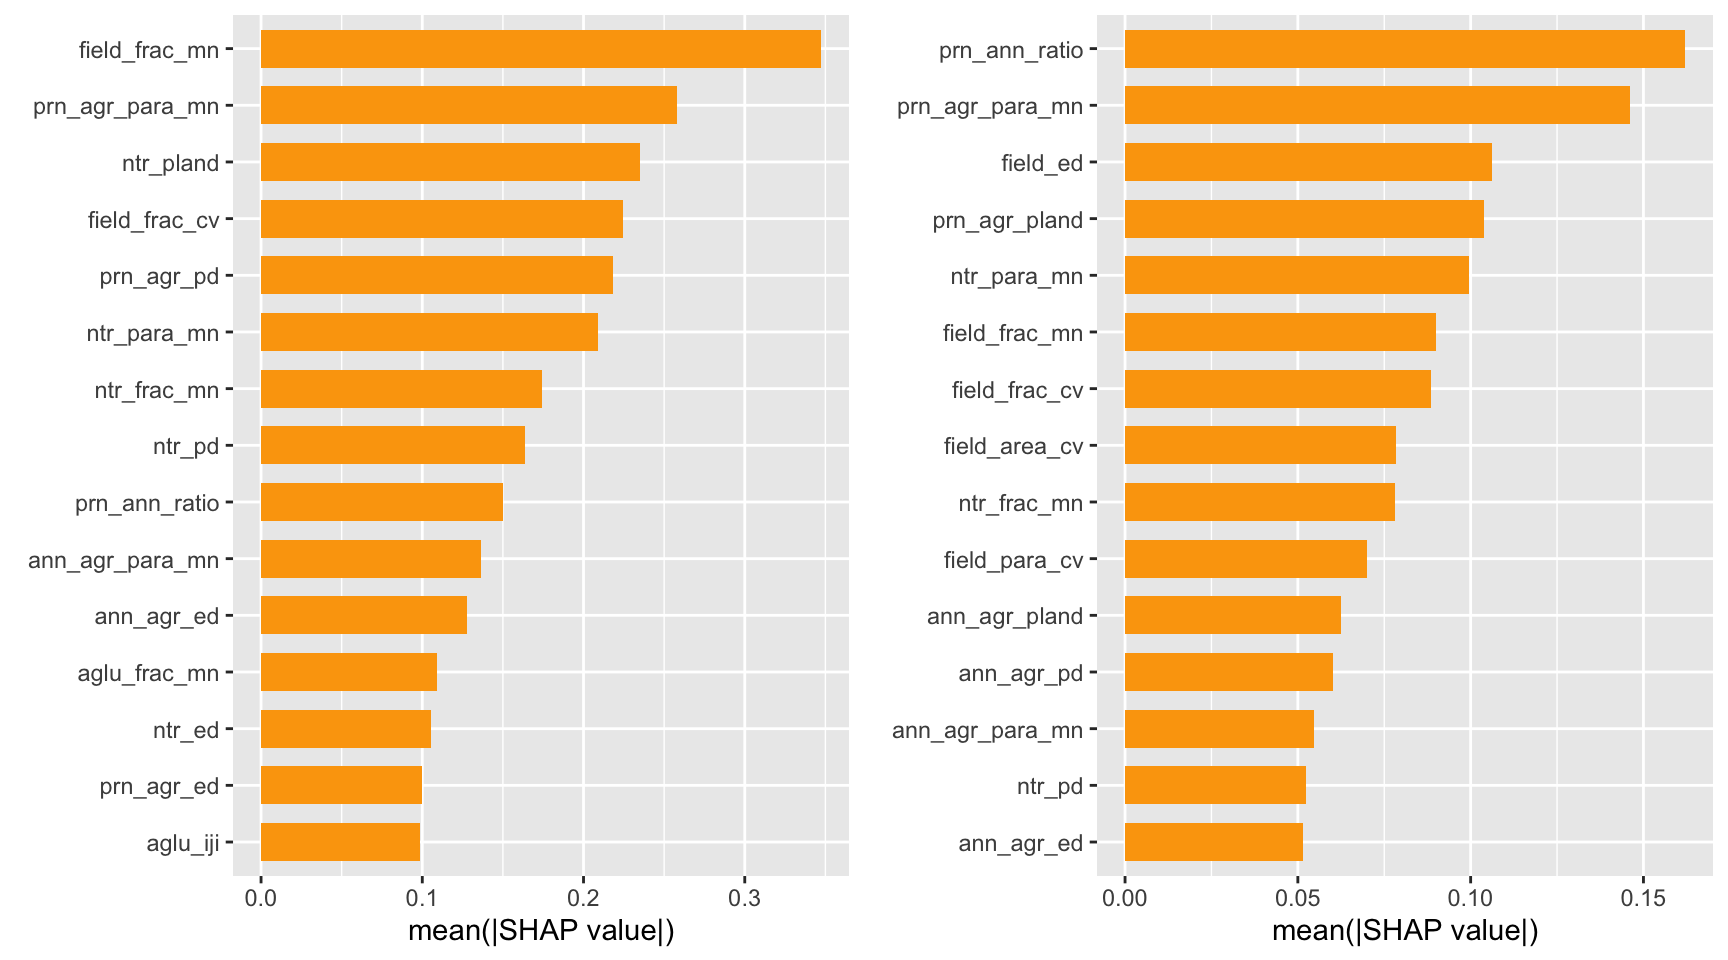 field_frac_mn
prn_agr_para_mn
ntr_pland
field_frac_cv
prn_agr_pd
ntr_para_mn
ntr_frac_mn
ntr_pd
prn_ann_ratio
ann_agr_para_mn
ann_agr_ed
aglu_frac_mn
ntr_ed
prn_agr_ed
aglu_iji
0.0 0.1 0.2 0.3
mean(|SHAP value|)
prn_ann_ratio
prn_agr_para_mn
field_ed
prn_agr_pland
ntr_para_mn
field_frac_mn
field_frac_cv
field_area_cv
ntr_frac_mn
field_para_cv
ann_agr_pland
ann_agr_pd
ann_agr_para_mn
ntr_pd
ann_agr_ed
0.00 0.05 0.10 0.15
mean(|SHAP value|)